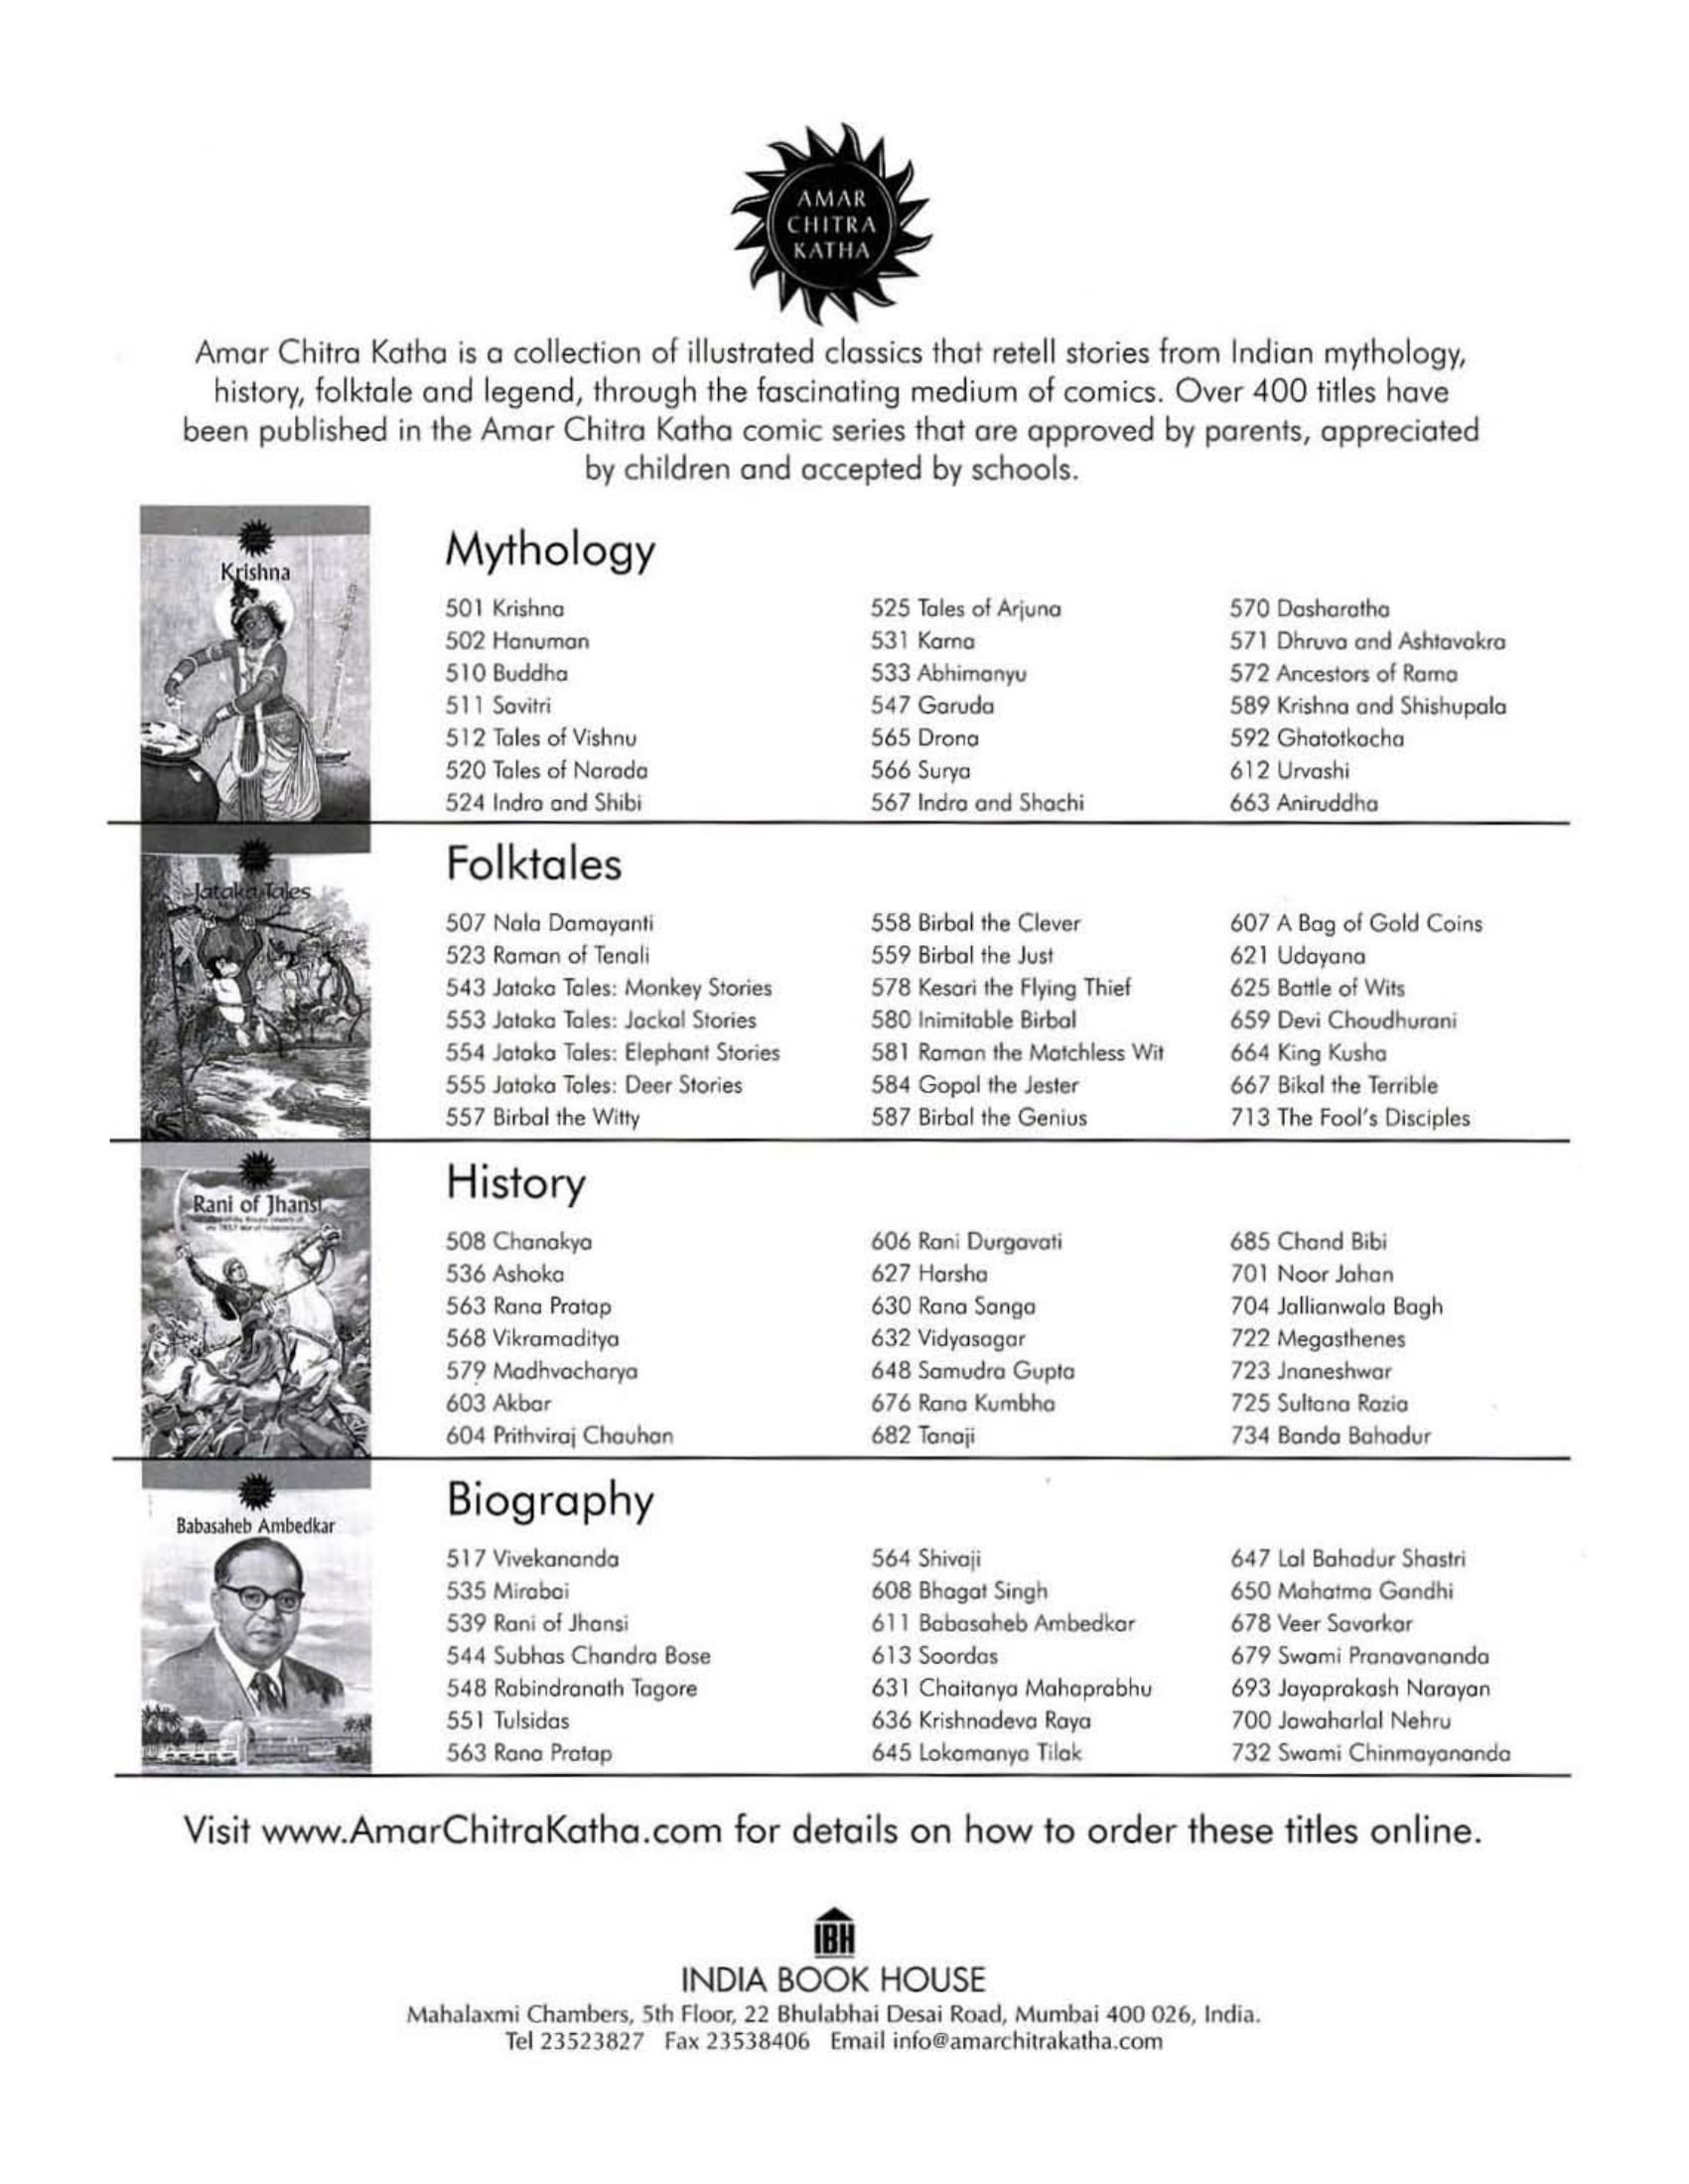 AMAR
CHITRA
KATHA
Amar Chitra Katha is a collection of illustrated classics that retell stories from Indian mythology,
history, folktale and legend, through the fascinating medium of comics. Over 400 titles have
been published in the Amar Chitra Katha comic series that are approved by parents, appreciated
by children and accepted by schools.
Krishna
Mythology
501 Krishna
502 Hanuman
510 Buddha
511 Savitri
512 Tales of Vishnu
520 Tales of Narada
524 Indra and Shibi
525 Tales of Arjuna
531 Karna
533 Abhimanyu
547 Garuda
565 Drona
566 Surya
567 Indra and Shachi
570 Dasharatha
571 Dhruva and Ashtavakra
572 Ancestors of Rama
589 Krishna and Shishupala
592 Ghatotkacha
612 Urvashi
663 Aniruddha
Jataka Tales
Folktales
507 Nala Damayanti
523 Raman of Tenali
543 Jataka Tales: Monkey Stories
553 Jataka Tales: Jackal Stories
554 Jataka Tales: Elephant Stories
555 Jataka Tales: Deer Stories
557 Birbal the Witty
558 Birbal the Clever
559 Birbal the Just
578 Kesari the Flying Thief
580 Inimitable Birbal
581 Raman the Matchless Wit
584 Gopal the Jester
587 Birbal the Genius
607 A Bag of Gold Coins
621 Udayana
625 Battle of Wits
659 Devi Choudhurani
664 King Kusha
667 Bikal the Terrible
713 The Fool's Disciples
Rani of Jhansi
History
508 Chanakya
536 Ashoka
563 Rana Pratap
568 Vikramaditya
579 Madhvacharya
603 Akbar
604 Prithviraj Chauhan
606 Rani Durgavati
627 Harsha
630 Rana Sanga
632 Vidyasagar
648 Samudra Gupta
676 Rana Kumbha
682 Tanaji
685 Chand Bibi
701 Noor Jahan
704 Jallianwala Bagh
722 Megasthenes
723 Jnaneshwar
725 Sultana Razia
734 Banda Bahadur
Babasaheb Ambedkar
Biography
517 Vivekananda
535 Mirabai
539 Rani of Jhansi
544 Subhas Chandra Bose
548 Rabindranath Tagore
551 Tulsidas
563 Rana Pratap
564 Shivaji
608 Bhagat Singh
611 Babasaheb Ambedkar
613 Soordas
631 Chaitanya Mahaprabhu
636 Krishnadeva Raya
645 Lokamanya Tilak
647 Lal Bahadur Shastri
650 Mahatma Gandhi
678 Veer Savarkar
679 Swami Pranavananda
693 Jayaprakash Narayan
700 Jawaharlal Nehru
732 Swami Chinmayananda
Visit www.AmarChitraKatha.com for details on how to order these titles online.
IBH
INDIA BOOK HOUSE
Mahalaxmi Chambers, 5th Floor, 22 Bhulabhai Desai Road, Mumbai 400 026, India.
Tel 23523827 Fax 23538406 Email info@amarchitrakatha.com